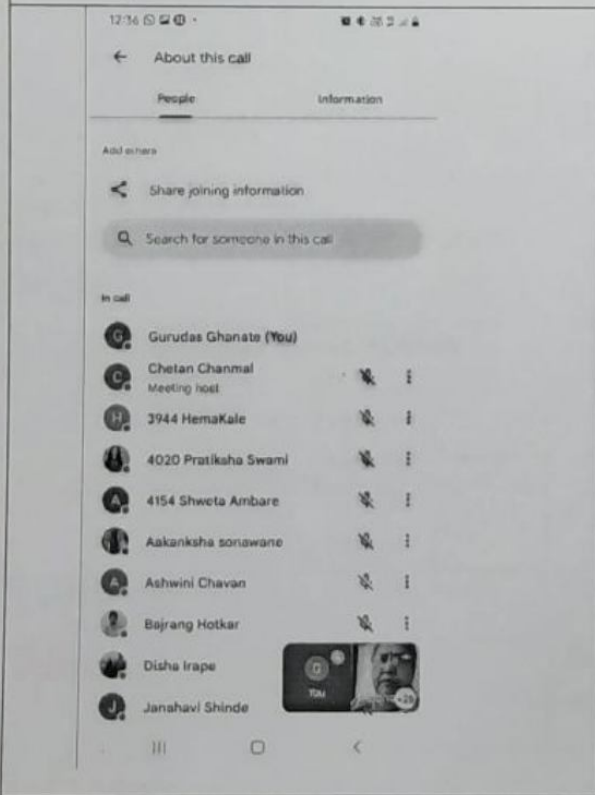 12:36
About this call
People
Information
Add others
Share joining information
Search for someone in this call
In call
G
Gurudas Ghanate (You)
C
Chetan Chanmal
Meeting host
H
3944 HemaKale
4020 Pratiksha Swami
A
4154 Shweta Ambare
Aakanksha sonawane
A
Ashwini Chavan
Bajrang Hotkar
Disha Irape
G
You
+26
J
Janahavi Shinde